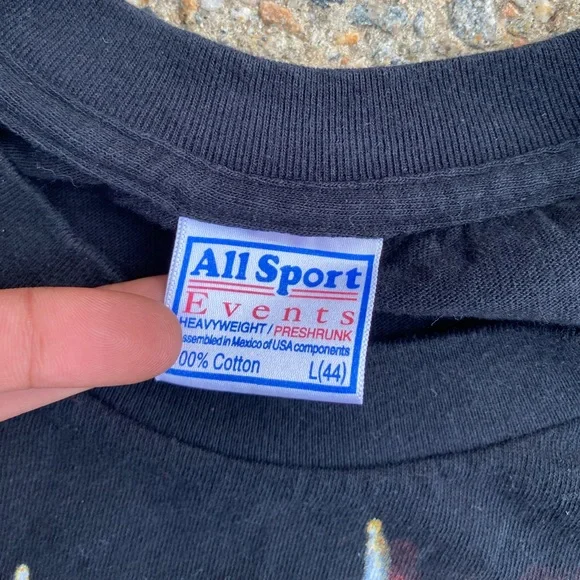 All Sport
Events
HEAVYWEIGHT / PRESHRUNK
ssembled in Mexico of USA components
00% Cotton L(44)